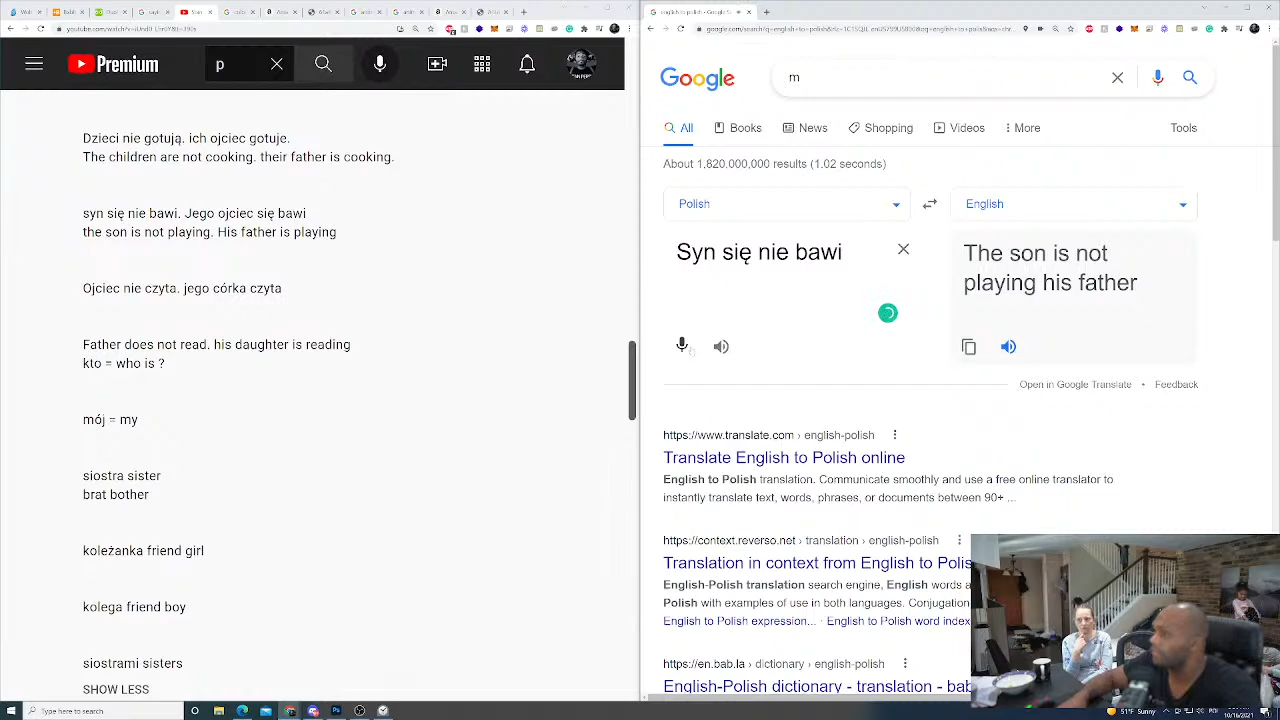 Premium
p
Dzieci nie gotują. ich ojciec gotuje.
The children are not cooking. their father is cooking.
syn się nie bawi. Jego ojciec się bawi
the son is not playing. His father is playing
Ojciec nie czyta. jego córka czyta
Father does not read. his daughter is reading
kto = who is ?
mój = my
siostra sister
brat bother
koleżanka friend girl
kolega friend boy
siostrami sisters
SHOW LESS
Type here to search
Google
m
All Books News Shopping Videos More Tools
About 1,820,000,000 results (1.02 seconds)
Polish English
Syn się nie bawi
The son is not
playing his father
Open in Google Translate • Feedback
https://www.translate.com › english-polish
Translate English to Polish online
English to Polish translation. Communicate smoothly and use a free online translator to
instantly translate text, words, phrases, or documents between 90+ ...
https://context.reverso.net › translation › english-polish
Translation in context from English to Polis
English-Polish translation search engine, English words a
Polish with examples of use in both languages. Conjugation
English to Polish expression... · English to Polish word index
https://en.bab.la › dictionary › english-polish
English-Polish dictionary - translation - bab
51°F Sunny
10/16/2021